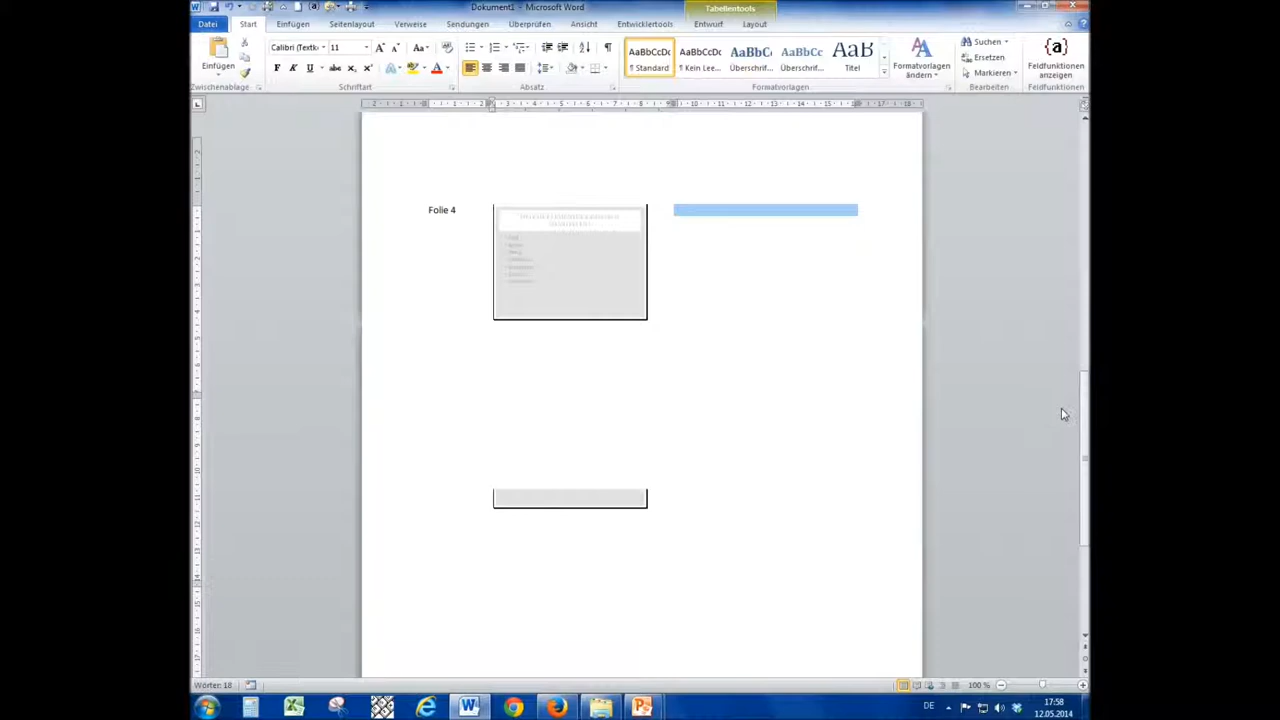 Dokument1 - Microsoft Word
Tabellentools
Datei
Start
Einfügen
Seitenlayout
Verweise
Sendungen
Überprüfen
Ansicht
Entwicklertools
Entwurf
Layout
Einfügen
Zwischenablage
Calibri (Textk
11
Schriftart
Absatz
AaBbCcDc
¶ Standard
AaBbCcDc
¶ Kein Lee...
AaBbC
Überschrif...
AaBbCc
Überschrif...
AaB
Titel
Formatvorlagen
ändern
Formatvorlagen
Suchen
Ersetzen
Markieren
Bearbeiten
{a}
Feldfunktionen
anzeigen
Feldfunktionen
Folie 4
Wörter: 18
100 %
DE
17:58
12.05.2014